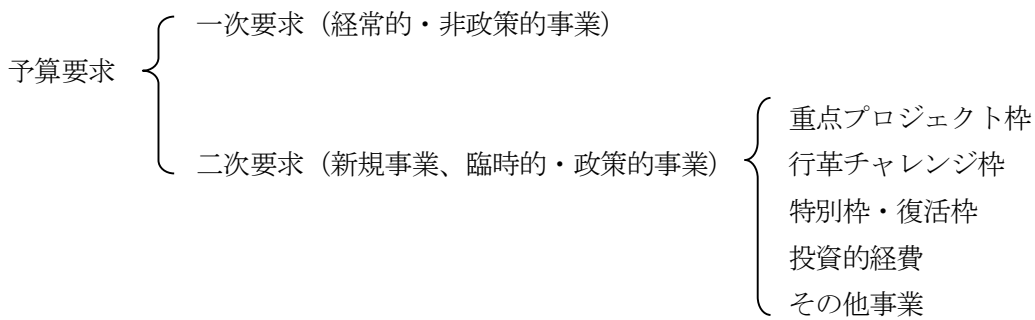 一次要求（経常的・非政策的事業）
予算要求
重点プロジェクト枠
二次要求（新規事業、臨時的・政策的事業）
行革チャレンジ枠
特別枠・復活枠
投資的経費
その他事業